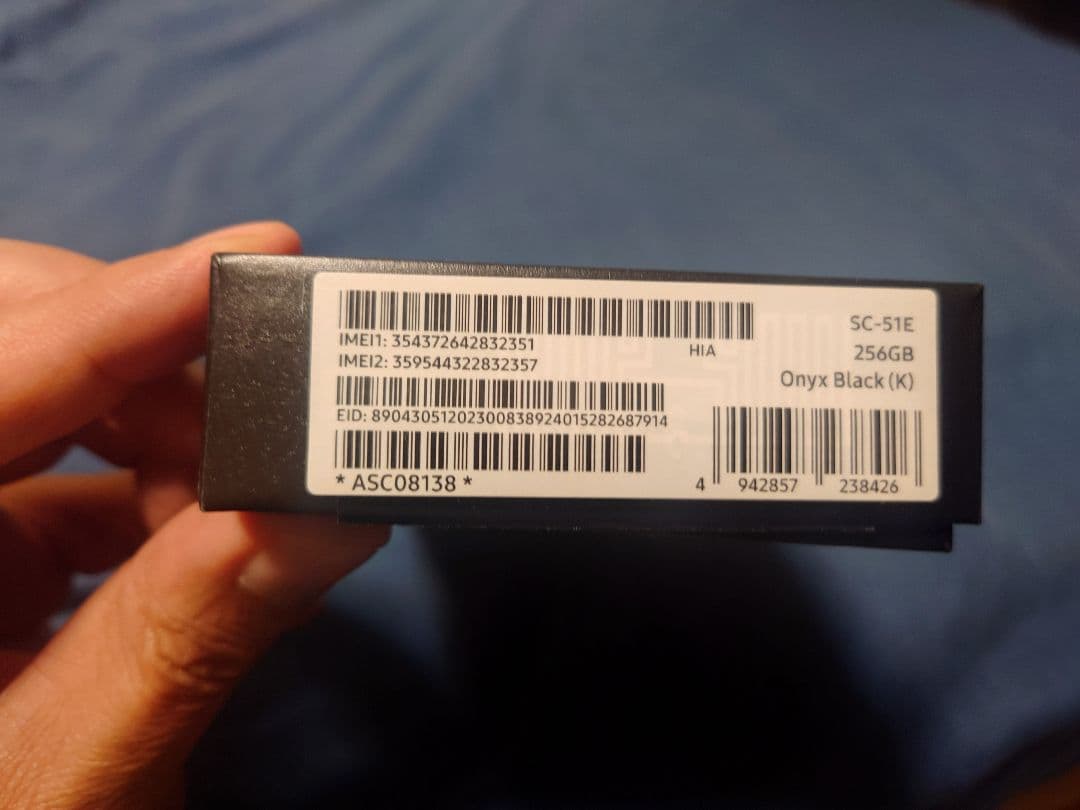 IMEI1: 354372642832351
HIA
IMEI2: 359544322832357
EID: 89043051202300838924015282687914
* ASC08138 *
SC-51E
256GB
Onyx Black (K)
4 942857 238426